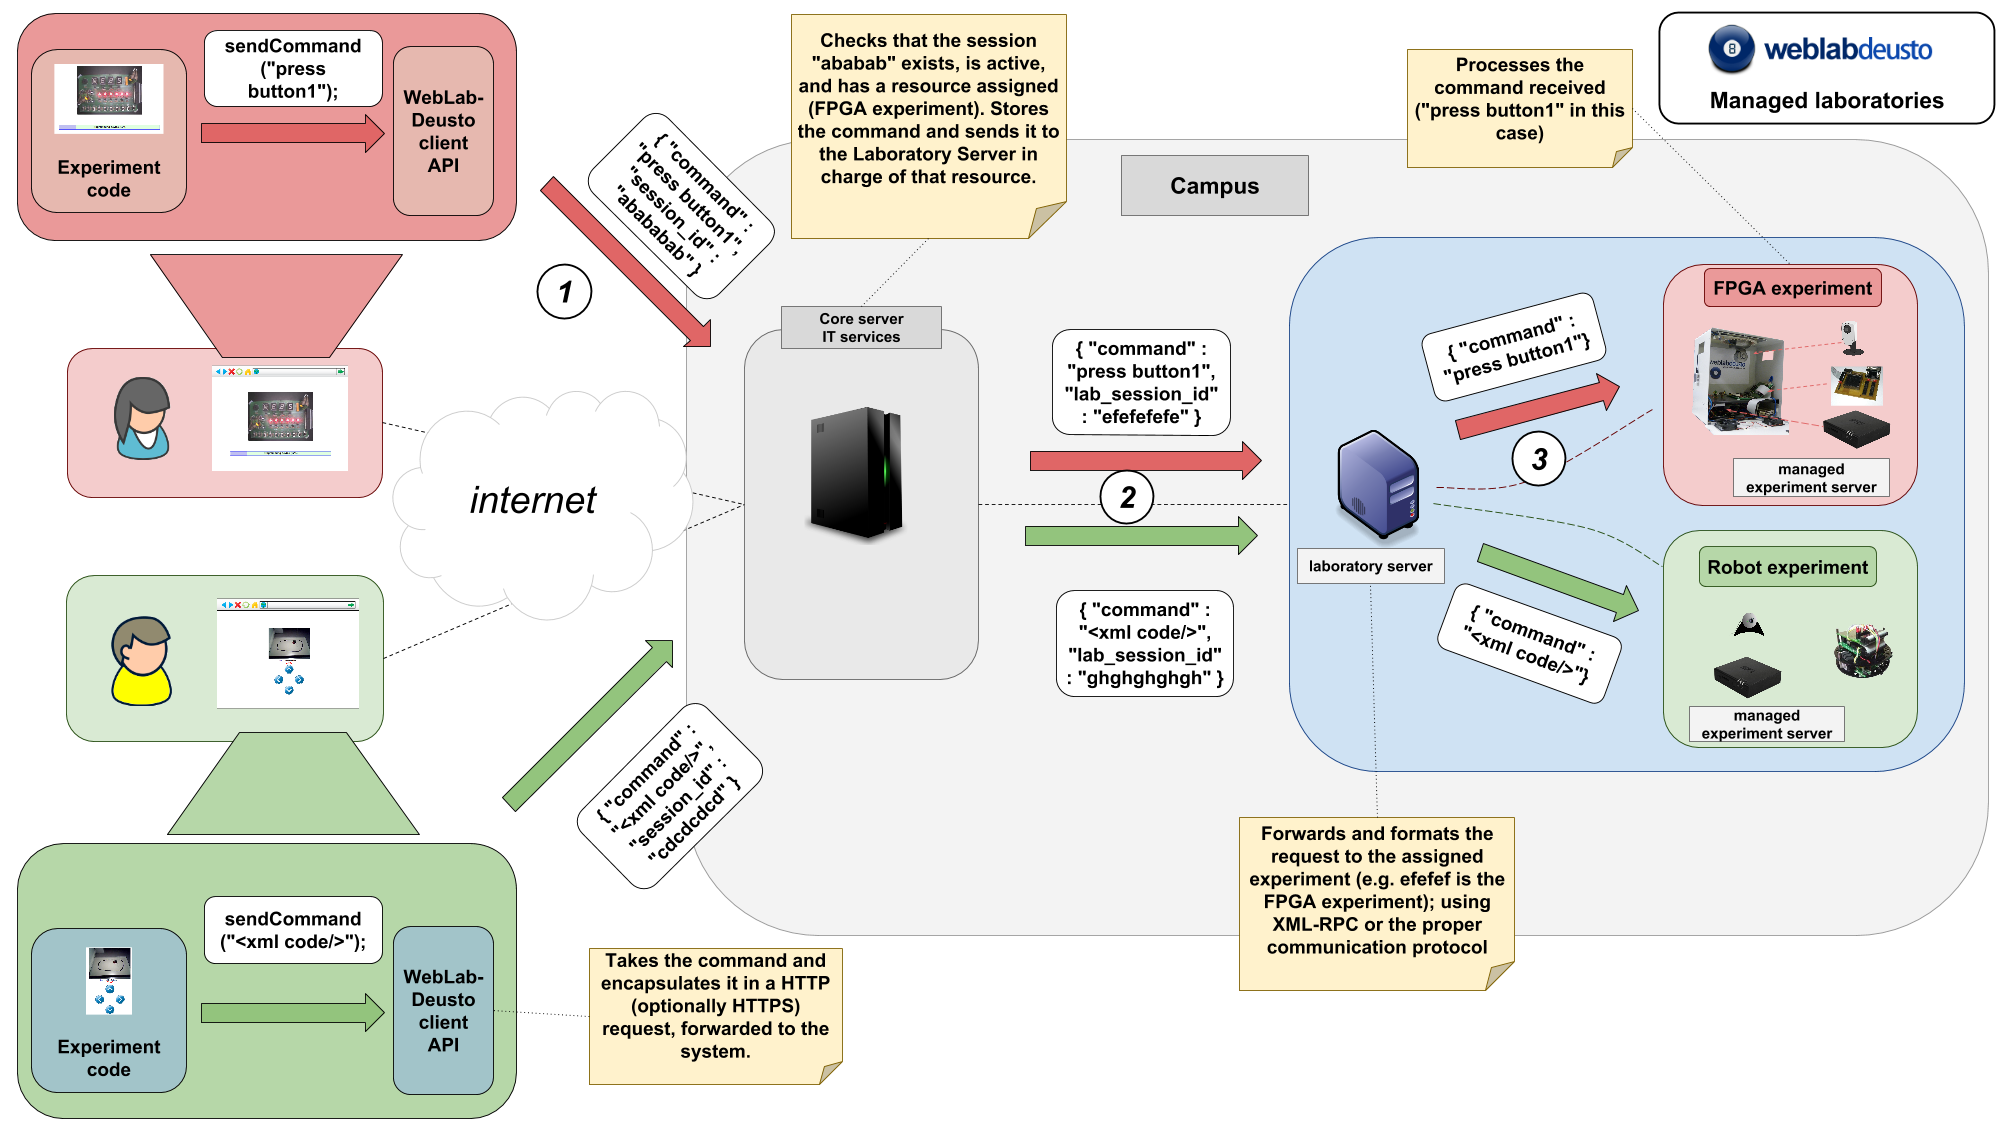 sendCommand
("press
button1");
Experiment
code
WebLab-
Deusto
client
API
{ "command" :
"press button1",
"session_id" :
"abababab" }
1
Checks that the session
"ababab" exists, is active,
and has a resource assigned
(FPGA experiment). Stores
the command and sends it to
the Laboratory Server in
charge of that resource.
Campus
Processes the
command received
("press button1" in this
case)
weblabdeusto
Managed laboratories
internet
Core server
IT services
{ "command" :
"press button1",
"lab_session_id"
: "efefefefe" }
2
{ "command" :
"<xml code/>",
"lab_session_id"
: "ghghghghgh" }
laboratory server
{ "command" :
"press button1"}
3
{ "command" :
"<xml code/>"}
FPGA experiment
weblabdeusto
managed
experiment server
Robot experiment
managed
experiment server
{ "command" :
"<xml code/>",
"session_id" :
"cdcdcdcd" }
sendCommand
("<xml code/>");
Experiment
code
WebLab-
Deusto
client
API
Takes the command and
encapsulates it in a HTTP
(optionally HTTPS)
request, forwarded to the
system.
Forwards and formats the
request to the assigned
experiment (e.g. efefef is the
FPGA experiment); using
XML-RPC or the proper
communication protocol